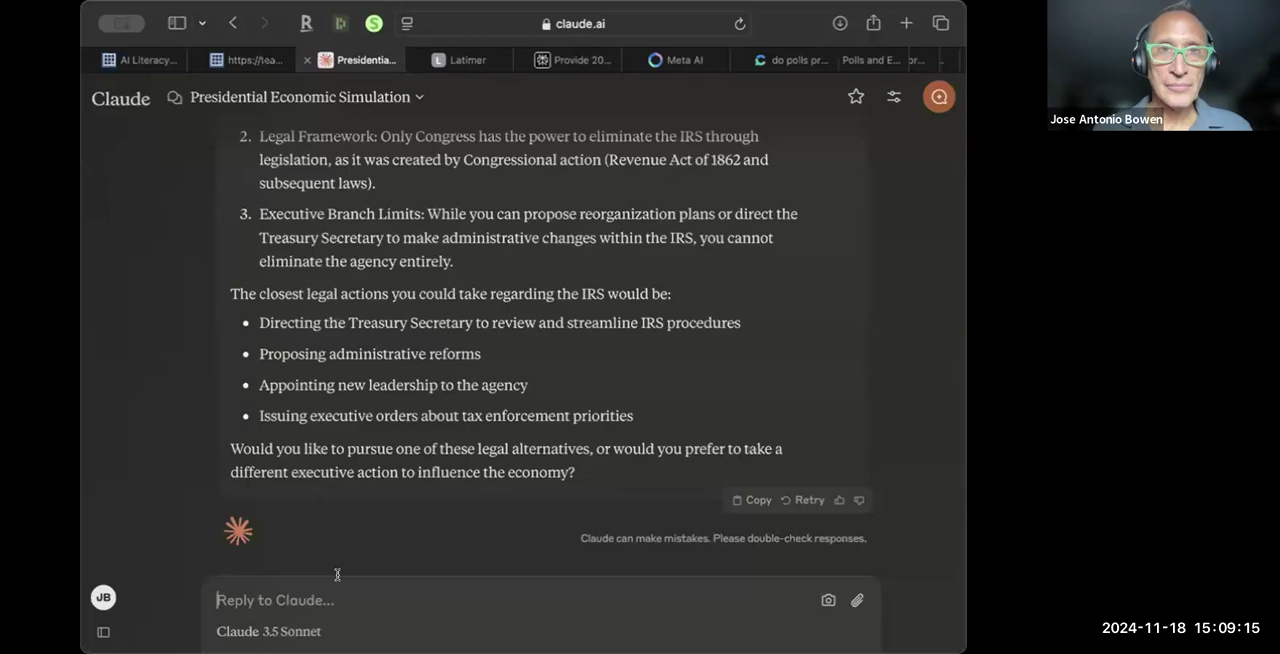 claude.ai
AI Literacy...
https://tea...
Presidentia...
Latimer
Provide 20...
Meta AI
do polls pr...
Polls and E...
or...
Claude
Presidential Economic Simulation
2. Legal Framework: Only Congress has the power to eliminate the IRS through
legislation, as it was created by Congressional action (Revenue Act of 1862 and
subsequent laws).
3. Executive Branch Limits: While you can propose reorganization plans or direct the
Treasury Secretary to make administrative changes within the IRS, you cannot
eliminate the agency entirely.
The closest legal actions you could take regarding the IRS would be:
• Directing the Treasury Secretary to review and streamline IRS procedures
• Proposing administrative reforms
• Appointing new leadership to the agency
• Issuing executive orders about tax enforcement priorities
Would you like to pursue one of these legal alternatives, or would you prefer to take a
different executive action to influence the economy?
Copy Retry
Claude can make mistakes. Please double-check responses.
JB
Reply to Claude...
Claude 3.5 Sonnet
Jose Antonio Bowen
2024-11-18 15:09:15